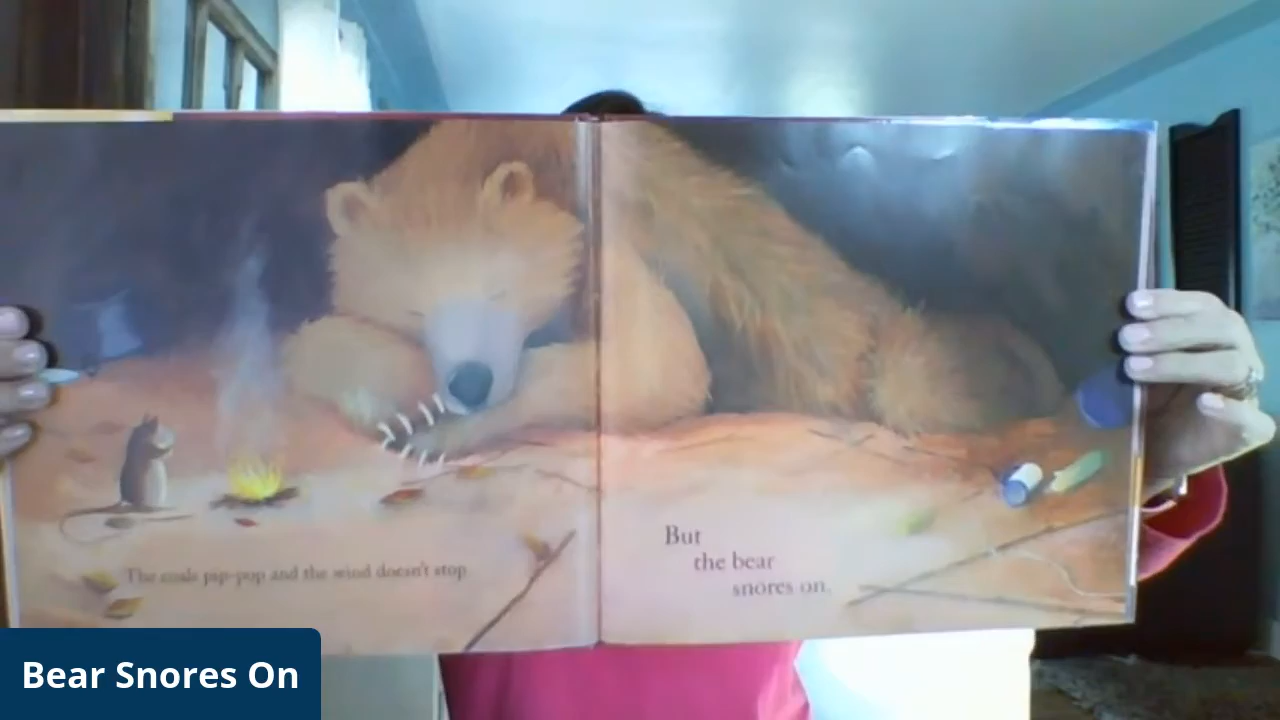 The coals pip-pop and the wind doesn't stop.
But
the bear
snores on.
Bear Snores On